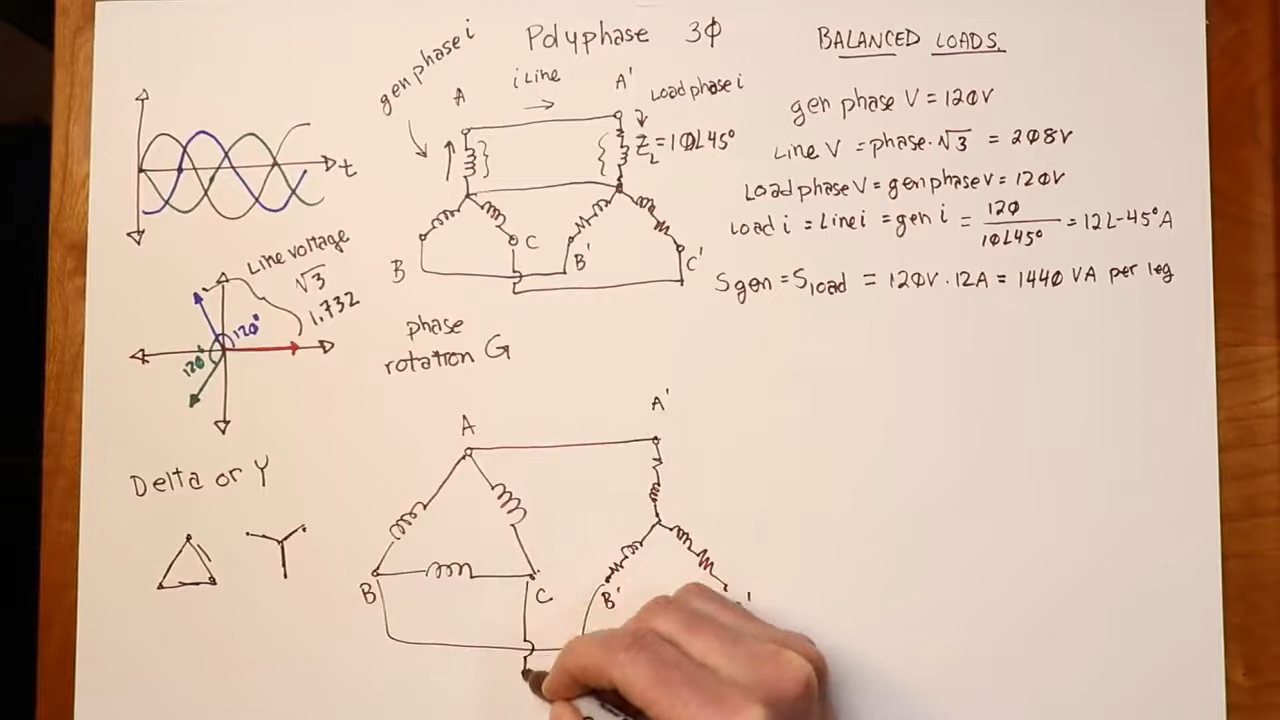 Polyphase 3φ
gen phase i
A
i Line
A'
Load phase i
Z_L = 10∠45°
B
C
B'
C'
t
Line voltage
√3
1.732
120°
120
phase
rotation G
Delta or Y
BALANCED LOADS.
gen phase V = 120V
Line V = phase·√3 = 208V
Load phase V = gen phase V = 120V
Load i = Line i = gen i = 120 / 10∠45° = 12∠-45° A
Sgen = Sload = 120V · 12A = 1440 VA per leg
A
A'
B
C
B'